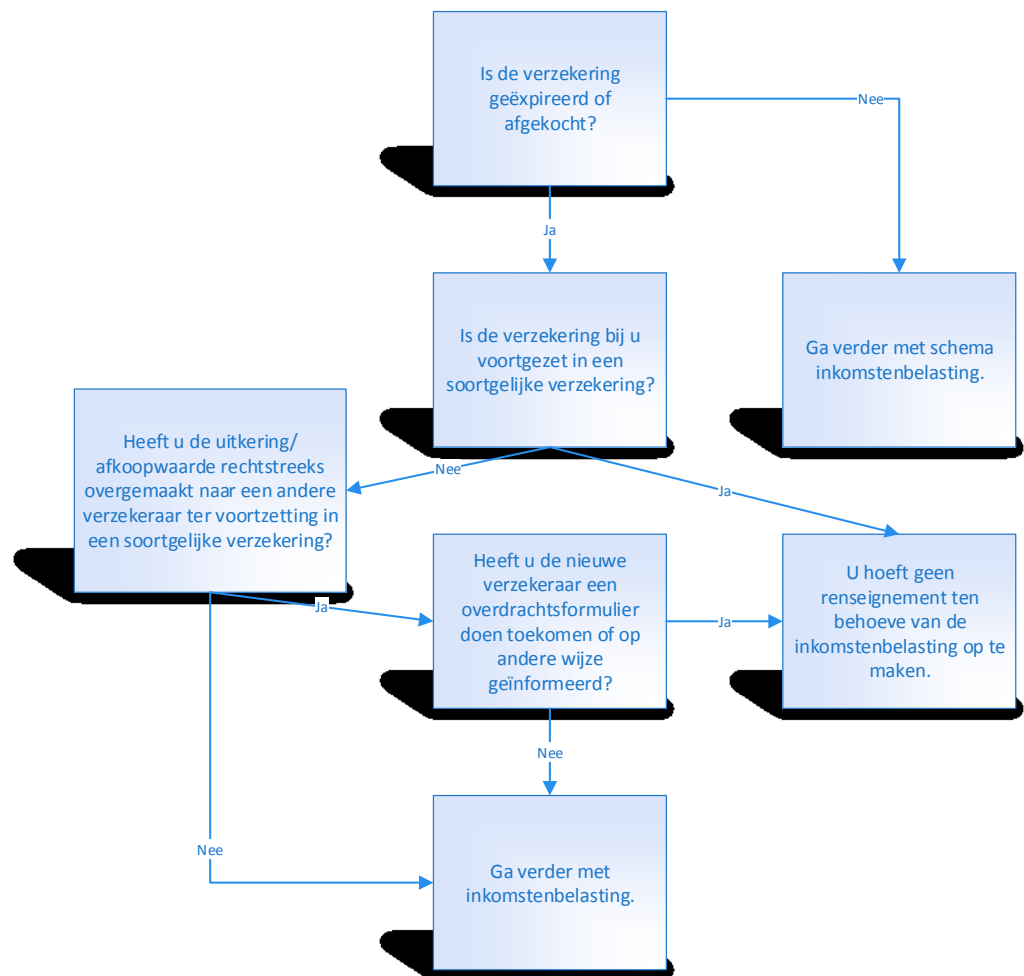 Is de verzekering
geëxpireerd of
afgekocht?
Nee
Ja
Is de verzekering bij u
voortgezet in een
soortgelijke verzekering?
Ga verder met schema
inkomstenbelasting.
Nee
Ja
Heeft u de uitkering/
afkoopwaarde rechtstreeks
overgemaakt naar een andere
verzekeraar ter voortzetting in
een soortgelijke verzekering?
Ja
Heeft u de nieuwe
verzekeraar een
overdrachtsformulier
doen toekomen of op
andere wijze
geïnformeerd?
Ja
U hoeft geen
renseignement ten
behoeve van de
inkomstenbelasting op te
maken.
Nee
Nee
Ga verder met
inkomstenbelasting.